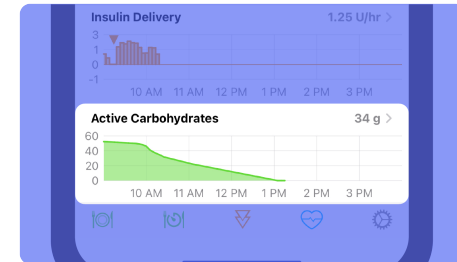 Insulin Delivery 1.25 U/hr >
3
1
0
-1
10 AM 11 AM 12 PM 1 PM 2 PM 3 PM
Active Carbohydrates 34 g >
60
40
20
0
10 AM 11 AM 12 PM 1 PM 2 PM 3 PM